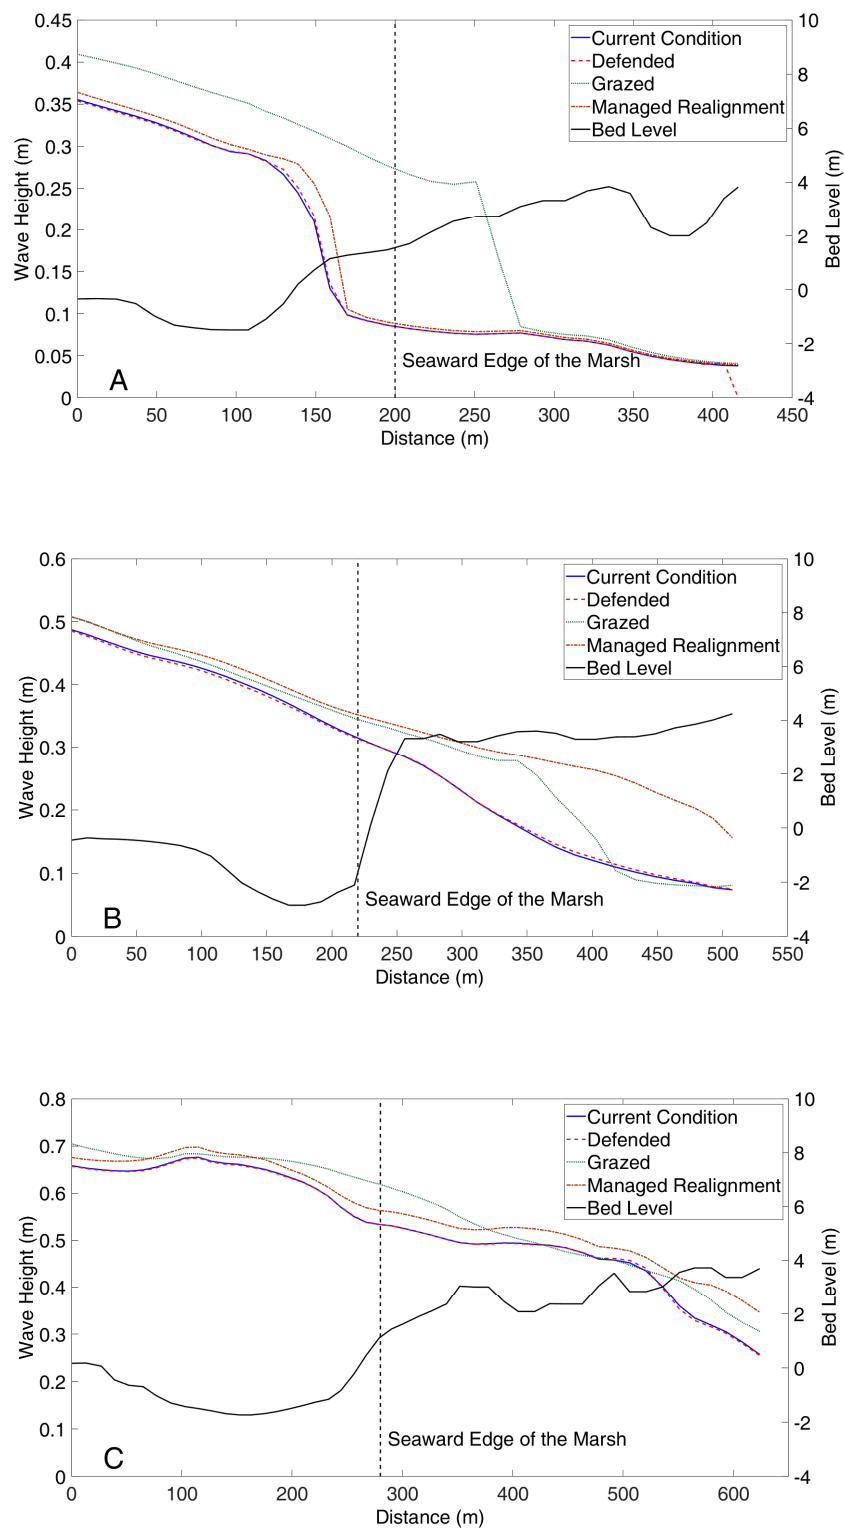 0.45
0.4
0.35
0.3
0.25
0.2
0.15
0.1
0.05
0
Wave Height (m)
10
8
6
4
2
0
-2
-4
Bed Level (m)
Current Condition
Defended
Grazed
Managed Realignment
Bed Level
Seaward Edge of the Marsh
A
0 50 100 150 200 250 300 350 400 450
Distance (m)
0.6
0.5
0.4
0.3
0.2
0.1
0
Wave Height (m)
10
8
6
4
2
0
-2
-4
Bed Level (m)
Current Condition
Defended
Grazed
Managed Realignment
Bed Level
Seaward Edge of the Marsh
B
0 50 100 150 200 250 300 350 400 450 500 550
Distance (m)
0.8
0.7
0.6
0.5
0.4
0.3
0.2
0.1
0
Wave Height (m)
10
8
6
4
2
0
-2
-4
Bed Level (m)
Current Condition
Defended
Grazed
Managed Realignment
Bed Level
Seaward Edge of the Marsh
C
0 100 200 300 400 500 600
Distance (m)